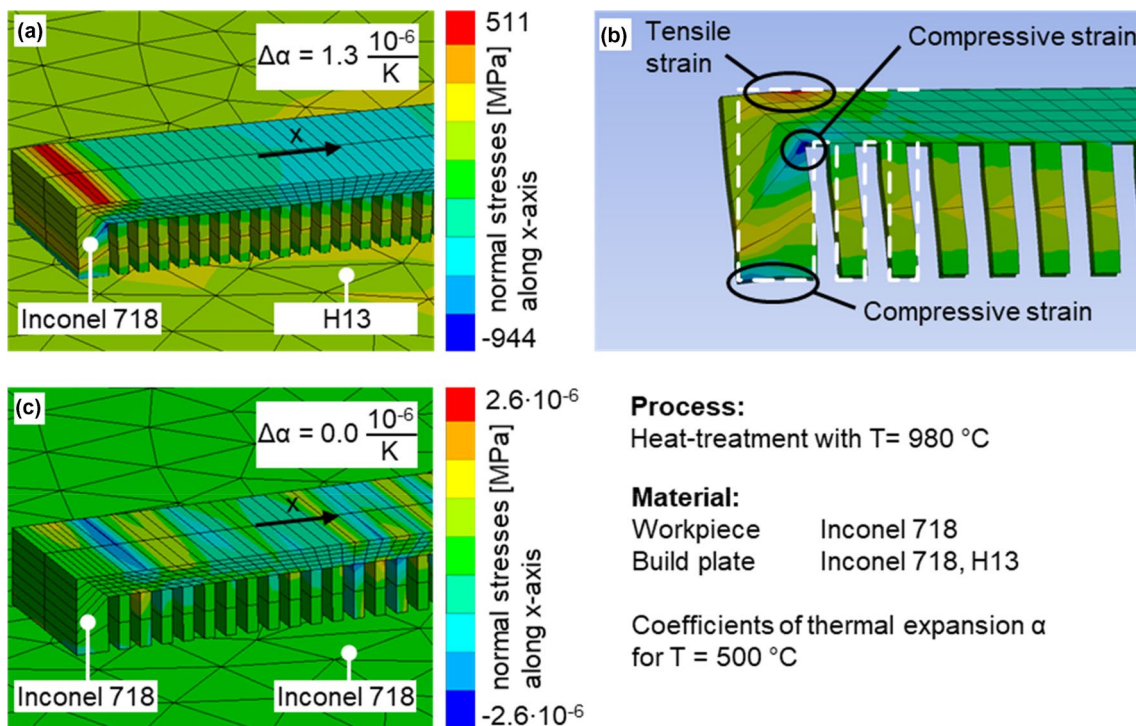 (a)
Δα = 1.3 10⁻⁶/K
x
Inconel 718
H13
511
normal stresses [MPa]
along x-axis
-944
(b)
Tensile
strain
Compressive strain
Compressive strain
(c)
Δα = 0.0 10⁻⁶/K
x
Inconel 718
Inconel 718
2.6·10⁻⁶
normal stresses [MPa]
along x-axis
-2.6·10⁻⁶
Process:
Heat-treatment with T= 980 °C
Material:
Workpiece Inconel 718
Build plate Inconel 718, H13
Coefficients of thermal expansion α
for T = 500 °C